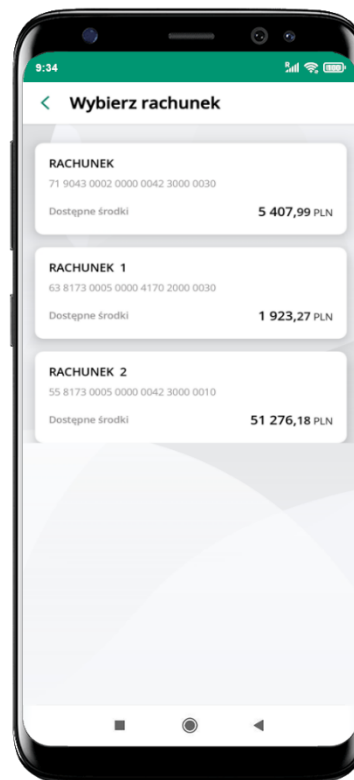 9:34
R
100
Wybierz rachunek
RACHUNEK
71 9043 0002 0000 0042 3000 0030
Dostępne środki 5 407,99 PLN
RACHUNEK 1
63 8173 0005 0000 4170 2000 0030
Dostępne środki 1 923,27 PLN
RACHUNEK 2
55 8173 0005 0000 0042 3000 0010
Dostępne środki 51 276,18 PLN